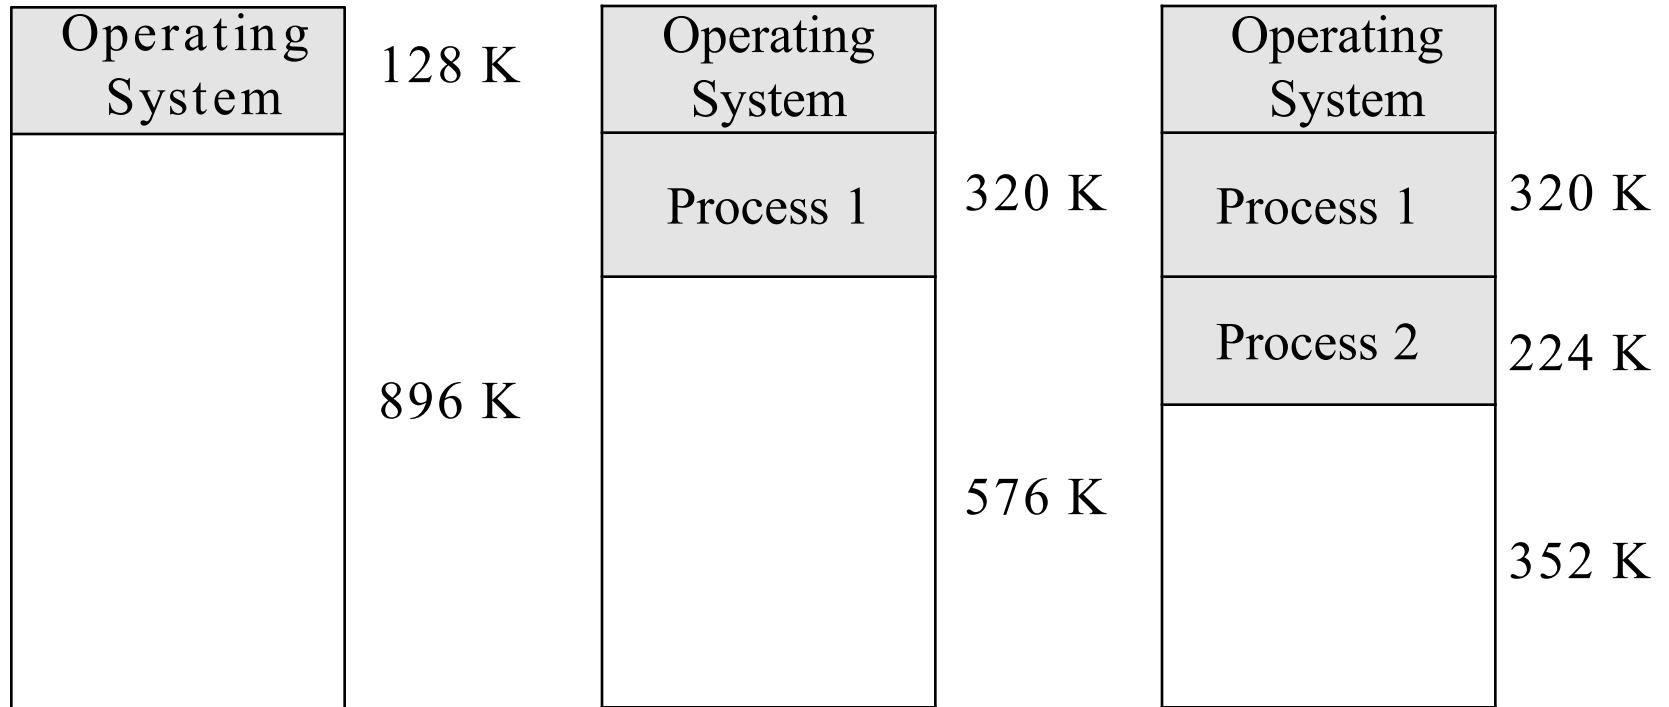 Operating
System
128 K
896 K
Operating
System
Process 1
320 K
576 K
Operating
System
Process 1
320 K
Process 2
224 K
352 K